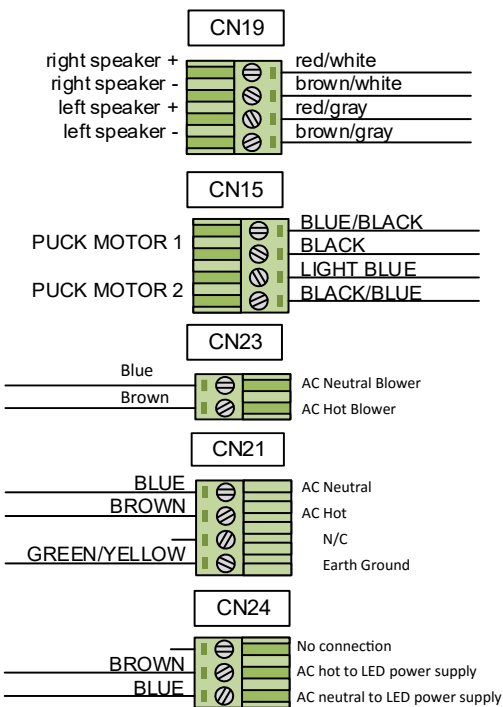 CN19
right speaker + red/white
right speaker - brown/white
left speaker + red/gray
left speaker - brown/gray
CN15
PUCK MOTOR 1 BLUE/BLACK
BLACK
PUCK MOTOR 2 LIGHT BLUE
BLACK/BLUE
CN23
Blue AC Neutral Blower
Brown AC Hot Blower
CN21
BLUE AC Neutral
BROWN AC Hot
N/C
GREEN/YELLOW Earth Ground
CN24
No connection
BROWN AC hot to LED power supply
BLUE AC neutral to LED power supply